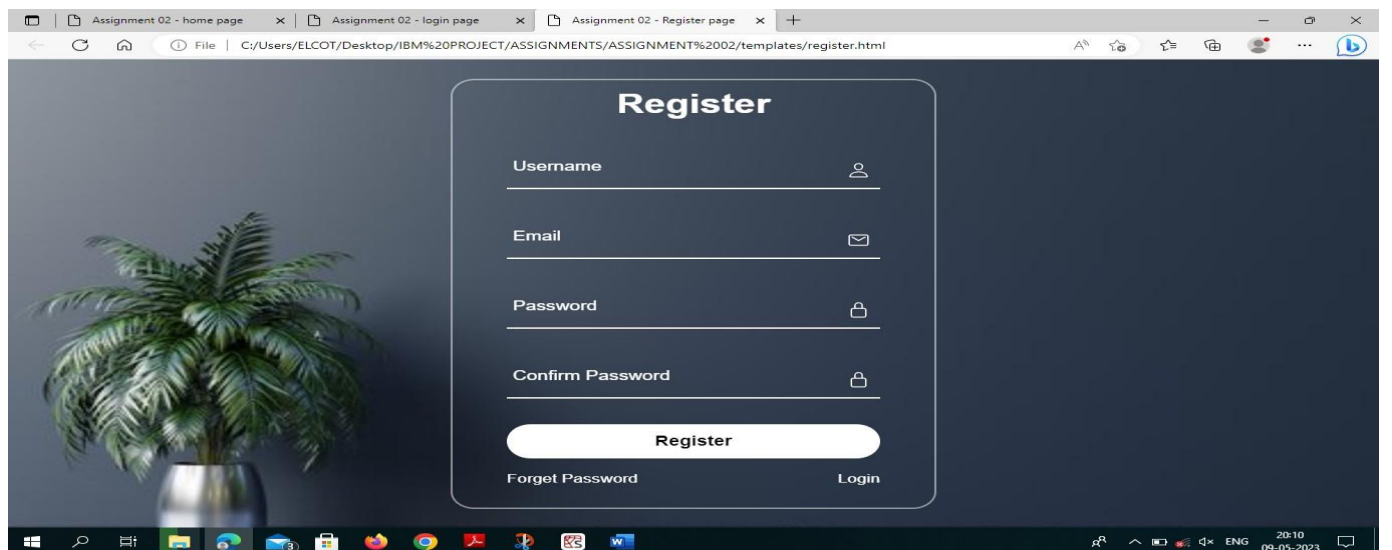 Assignment 02 - home page Assignment 02 - login page Assignment 02 - Register page
File C:/Users/ELCOT/Desktop/IBM%20PROJECT/ASSIGNMENTS/ASSIGNMENT%2002/templates/register.html
Register
Username
Email
Password
Confirm Password
Register
Forget Password Login
3 W ENG 20:10
09-05-2023